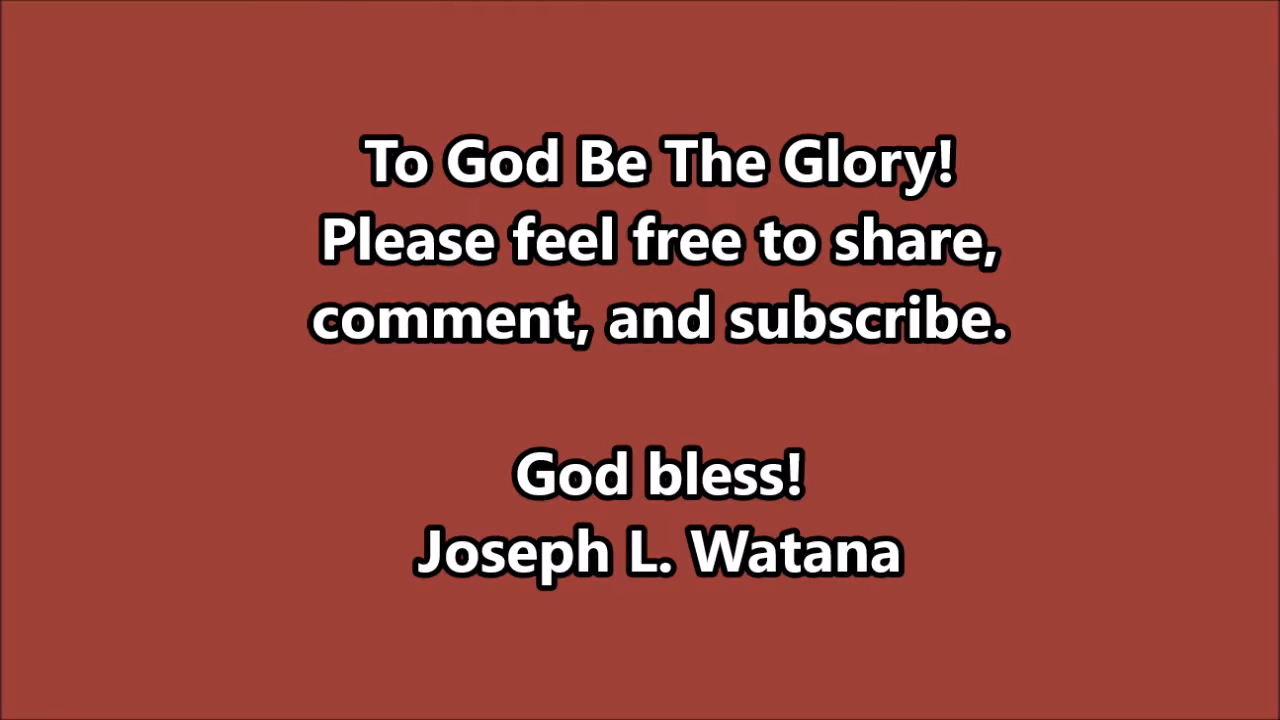 To God Be The Glory!
Please feel free to share,
comment, and subscribe.
God bless!
Joseph L. Watana